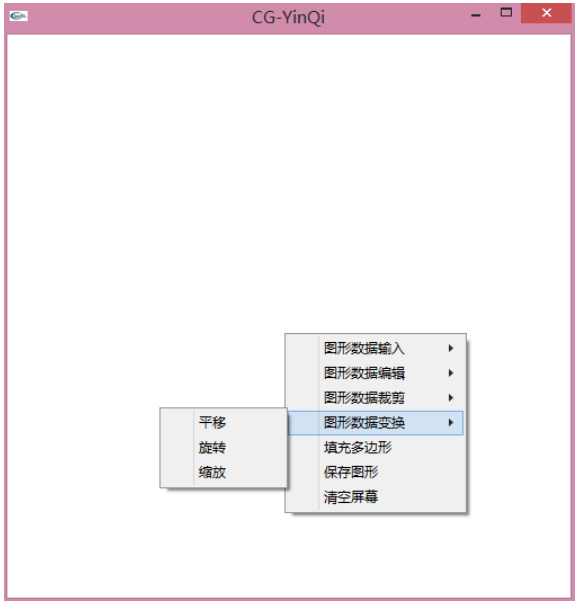 CG-YinQi
图形数据输入
图形数据编辑
图形数据裁剪
图形数据变换
填充多边形
保存图形
清空屏幕
平移
旋转
缩放